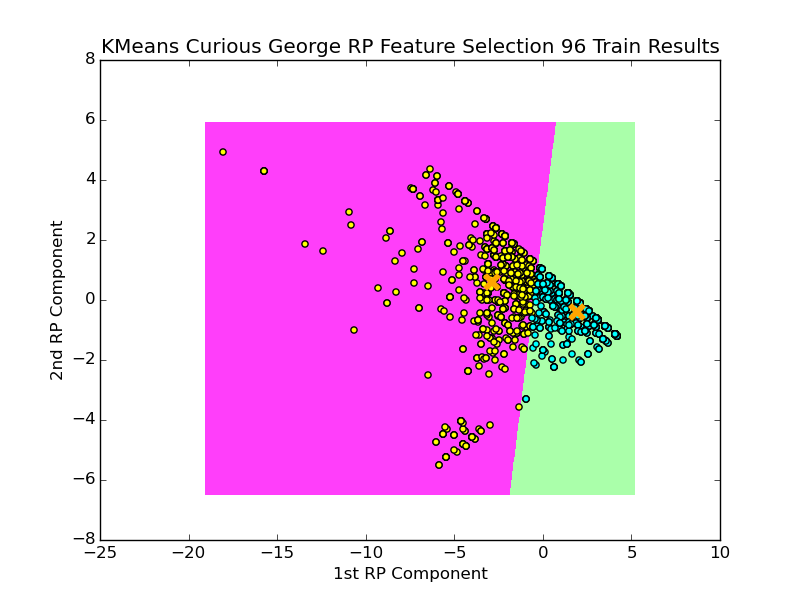 KMeans Curious George RP Feature Selection 96 Train Results
8
6
4
2
0
−2
−4
−6
−8
2nd RP Component
−25 −20 −15 −10 −5 0 5 10
1st RP Component